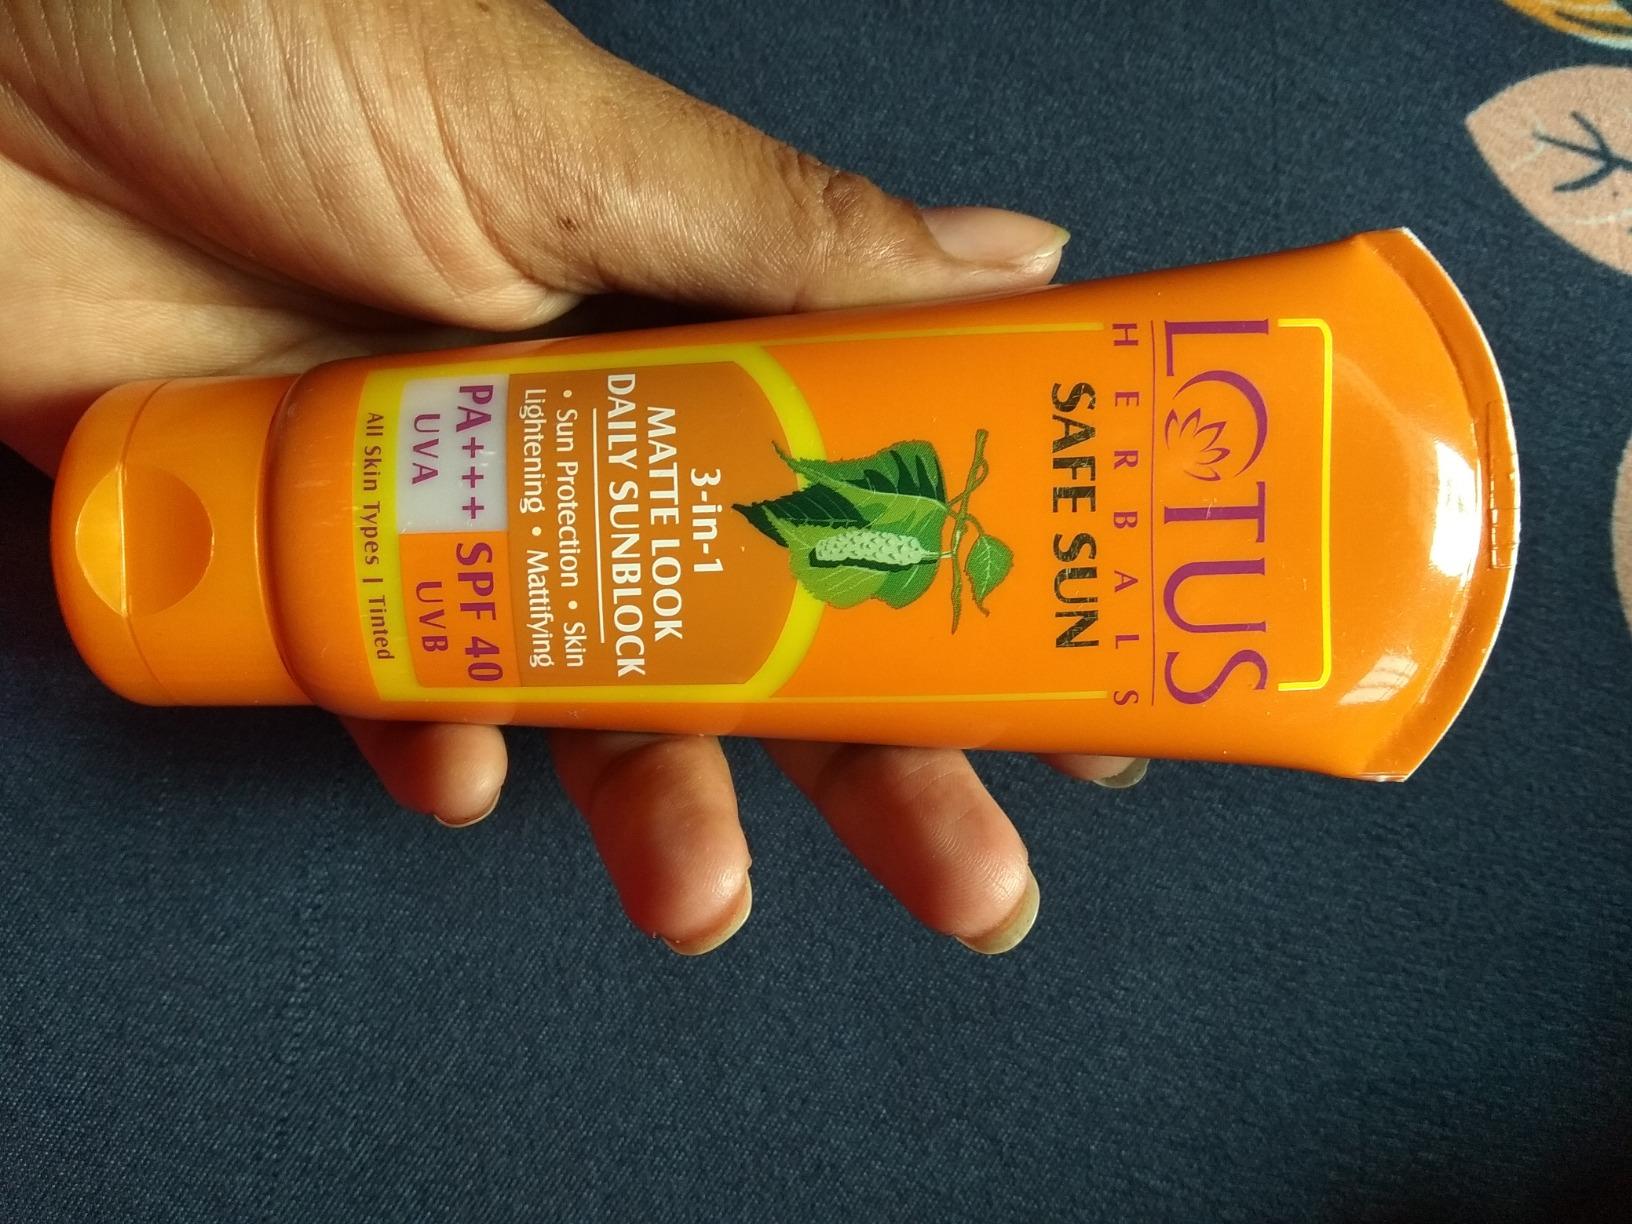 LOTUS
HERBALS
SAFE SUN
3-in-1
MATTE LOOK
DAILY SUNBLOCK
• Sun Protection • Skin
Lightening • Mattifying
PA+++ SPF 40
UVA UVB
All Skin Types | Tinted